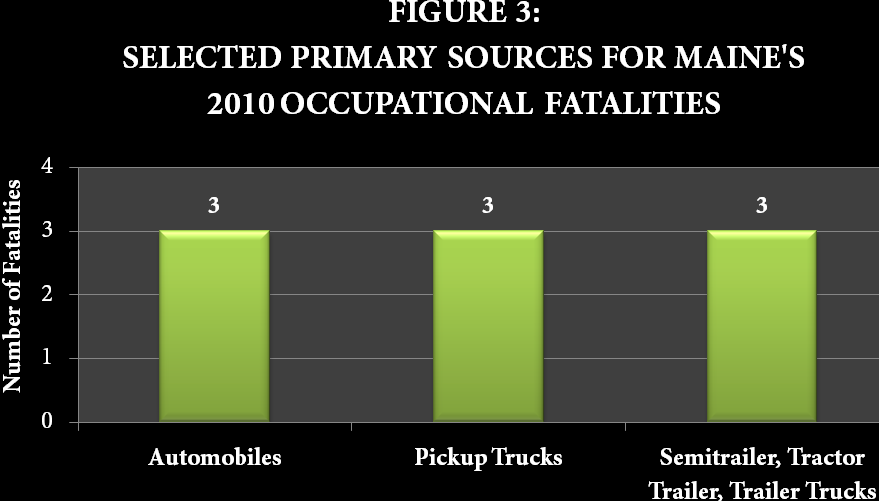 FIGURE 3:
SELECTED PRIMARY SOURCES FOR MAINE'S
2010 OCCUPATIONAL FATALITIES
Number of Fatalities
4
3
2
1
0
3
3
3
Automobiles
Pickup Trucks
Semitrailer, Tractor
Trailer, Trailer Trucks